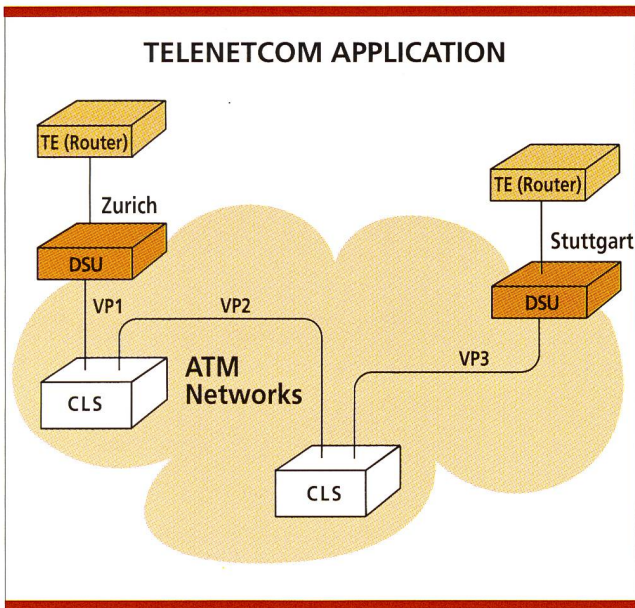 TELENETCOM APPLICATION
TE (Router)
Zurich
DSU
VP1
VP2
CLS
ATM
Networks
CLS
TE (Router)
Stuttgart
DSU
VP3